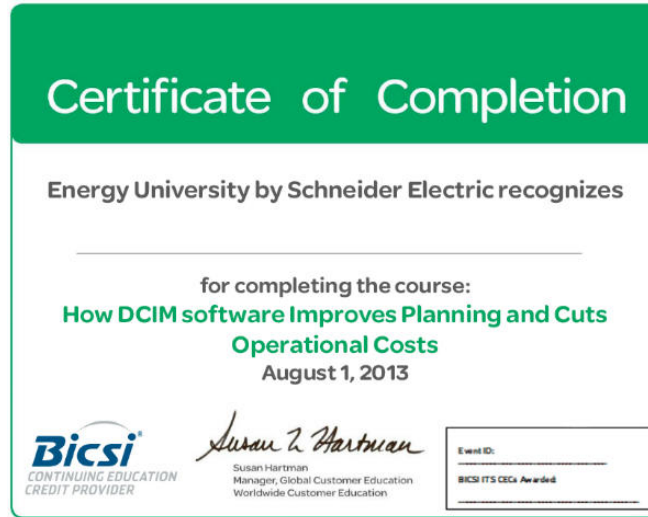 Certificate of Completion
Energy University by Schneider Electric recognizes
for completing the course:
How DCIM software Improves Planning and Cuts
Operational Costs
August 1, 2013
Bicsi®
CONTINUING EDUCATION
CREDIT PROVIDER
Susan L Hartman
Susan Hartman
Manager, Global Customer Education
Worldwide Customer Education
Event ID:
BICSI ITS CECs Awarded: